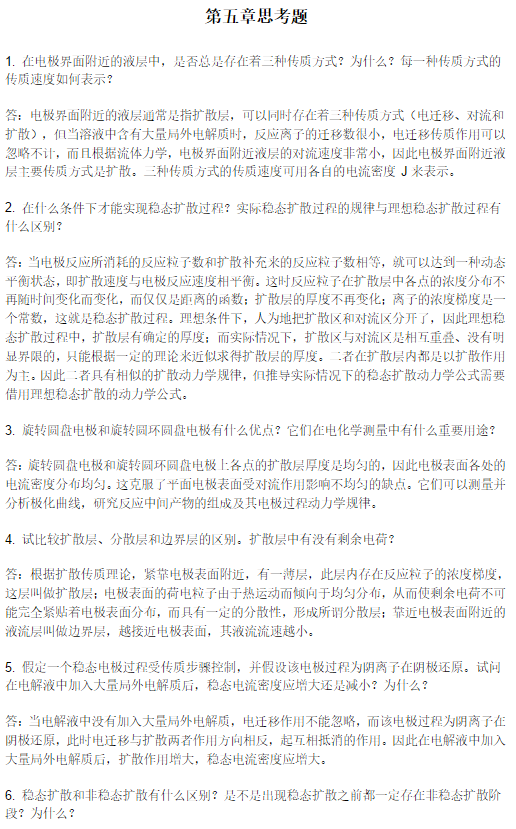 第五章思考题
1. 在电极界面附近的液层中，是否总是存在着三种传质方式？为什么？每一种传质方式的
传质速度如何表示？
答：电极界面附近的液层通常是指扩散层，可以同时存在着三种传质方式（电迁移、对流和
扩散），但当溶液中含有大量局外电解质时，反应离子的迁移数很小，电迁移传质作用可以
忽略不计，而且根据流体力学，电极界面附近液层的对流速度非常小，因此电极界面附近液
层主要传质方式是扩散。三种传质方式的传质速度可用各自的电流密度 J 来表示。
2. 在什么条件下才能实现稳态扩散过程？实际稳态扩散过程的规律与理想稳态扩散过程有
什么区别？
答：当电极反应所消耗的反应粒子数和扩散补充来的反应粒子数相等，就可以达到一种动态
平衡状态，即扩散速度与电极反应速度相平衡。这时反应粒子在扩散层中各点的浓度分布不
再随时间变化而变化，而仅仅是距离的函数；扩散层的厚度不再变化；离子的浓度梯度是一
个常数，这就是稳态扩散过程。理想条件下，人为地把扩散区和对流区分开了，因此理想稳
态扩散过程中，扩散层有确定的厚度；而实际情况下，扩散区与对流区是相互重叠、没有明
显界限的，只能根据一定的理论来近似求得扩散层的厚度。二者在扩散层内都是以扩散作用
为主。因此二者具有相似的扩散动力学规律，但推导实际情况下的稳态扩散动力学公式需要
借用理想稳态扩散的动力学公式。
3. 旋转圆盘电极和旋转圆环圆盘电极有什么优点？它们在电化学测量中有什么重要用途？
答：旋转圆盘电极和旋转圆环圆盘电极上各点的扩散层厚度是均匀的，因此电极表面各处的
电流密度分布均匀。这克服了平面电极表面受对流作用影响不均匀的缺点。它们可以测量并
分析极化曲线，研究反应中间产物的组成及其电极过程动力学规律。
4. 试比较扩散层、分散层和边界层的区别。扩散层中有没有剩余电荷？
答：根据扩散传质理论，紧靠电极表面附近，有一薄层，此层内存在反应粒子的浓度梯度，
这层叫做扩散层；电极表面的荷电粒子由于热运动而倾向于均匀分布，从而使剩余电荷不可
能完全紧贴着电极表面分布，而具有一定的分散性，形成所谓分散层；靠近电极表面附近的
液流层叫做边界层，越接近电极表面，其液流流速越小。
5. 假定一个稳态电极过程受传质步骤控制，并假设该电极过程为阴离子在阴极还原。试问
在电解液中加入大量局外电解质后，稳态电流密度应增大还是减小？为什么？
答：当电解液中没有加入大量局外电解质，电迁移作用不能忽略，而该电极过程为阴离子在
阴极还原，此时电迁移与扩散两者作用方向相反，起互相抵消的作用。因此在电解液中加入
大量局外电解质后，扩散作用增大，稳态电流密度应增大。
6. 稳态扩散和非稳态扩散有什么区别？是不是出现稳态扩散之前都一定存在非稳态扩散阶
段？为什么？